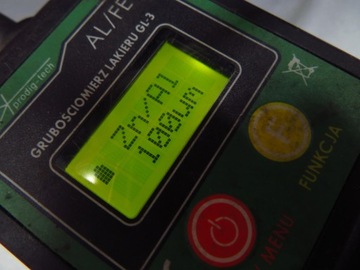 prodig-tech
AL/FE
GRUBOŚCIOMIERZ LAKIERU GL-3
Zn/Al
100um
FUNKCJA
MENU